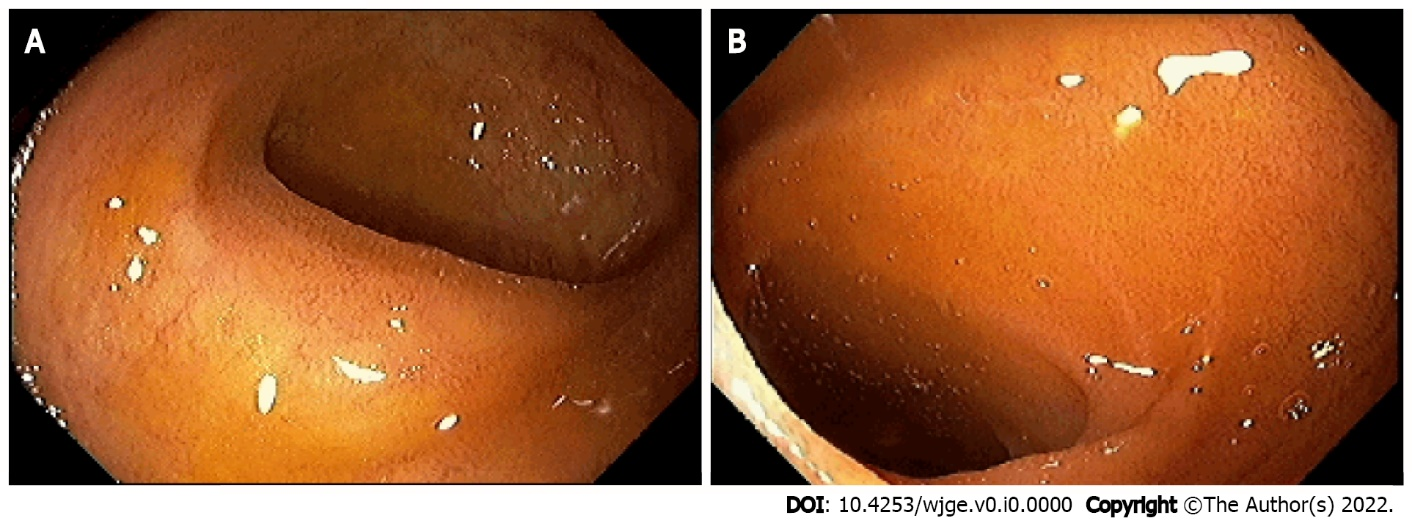 A
B
DOI: 10.4253/wjge.v0.i0.0000 Copyright ©The Author(s) 2022.